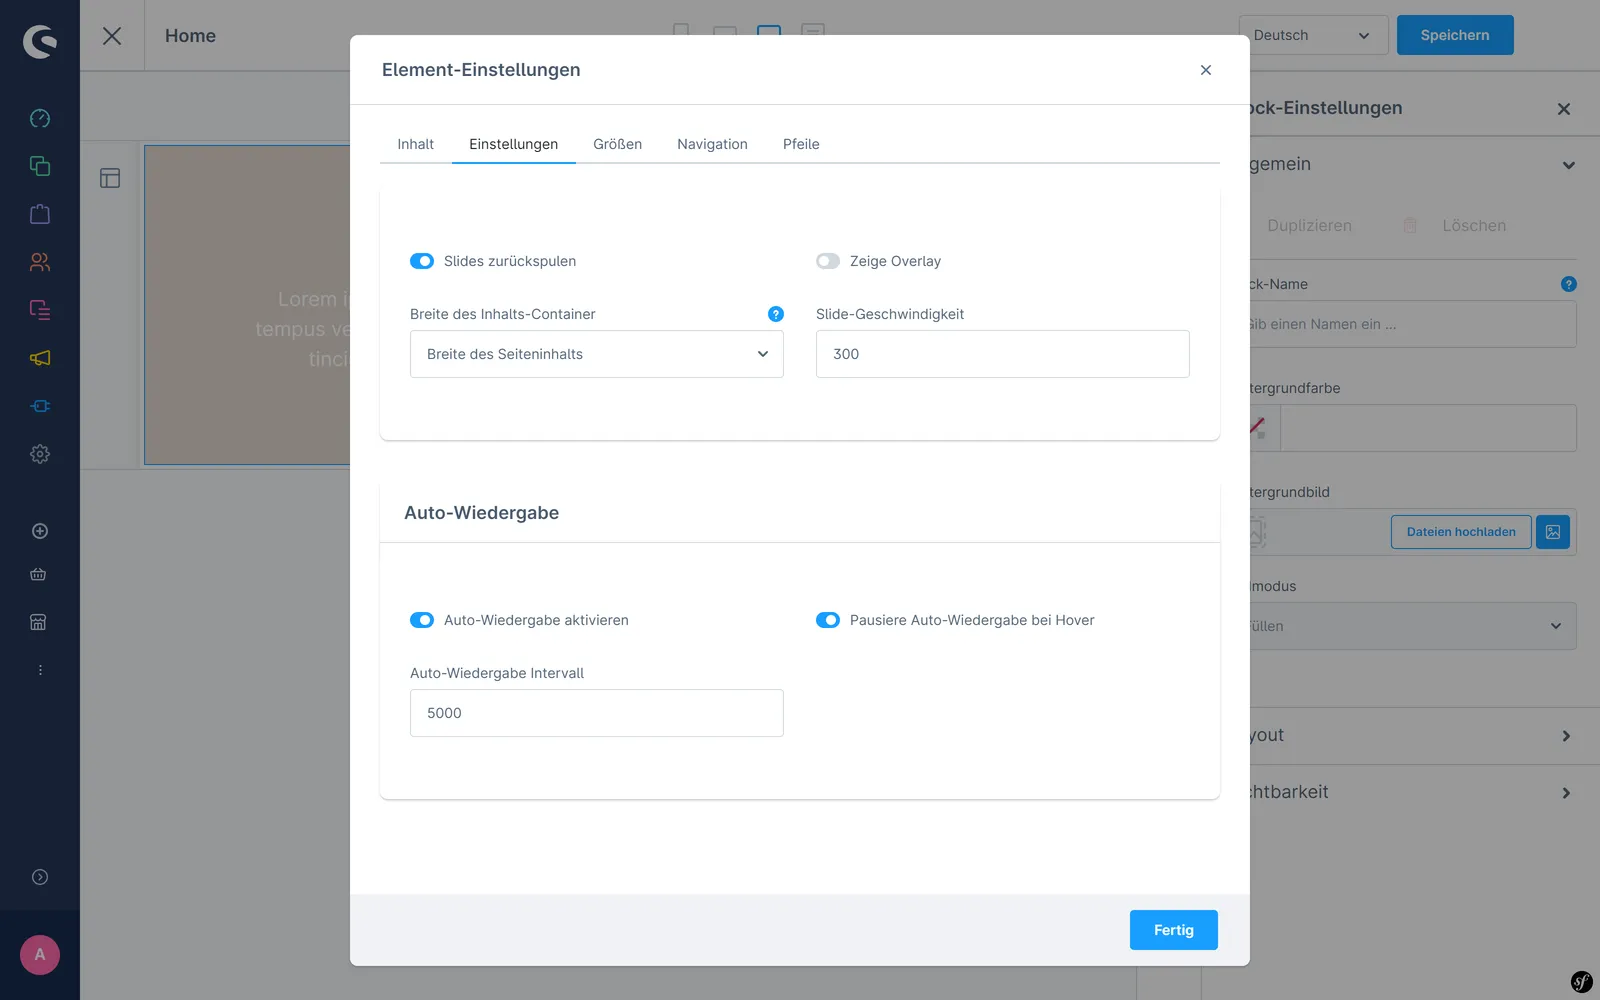 Home
Deutsch
Speichern
Element-Einstellungen
Inhalt
Einstellungen
Größen
Navigation
Pfeile
Slides zurückspulen
Zeige Overlay
Breite des Inhalts-Container
?
Slide-Geschwindigkeit
Breite des Seiteninhalts
300
Auto-Wiedergabe
Auto-Wiedergabe aktivieren
Pausiere Auto-Wiedergabe bei Hover
Auto-Wiedergabe Intervall
5000
Fertig
Lorem
tempus
A
ock-Einstellungen
gemein
Duplizieren
Löschen
ck-Name
?
Gib einen Namen ein ...
tergrundfarbe
tergrundbild
Dateien hochladen
lmodus
Füllen
yout
chtbarkeit
sf